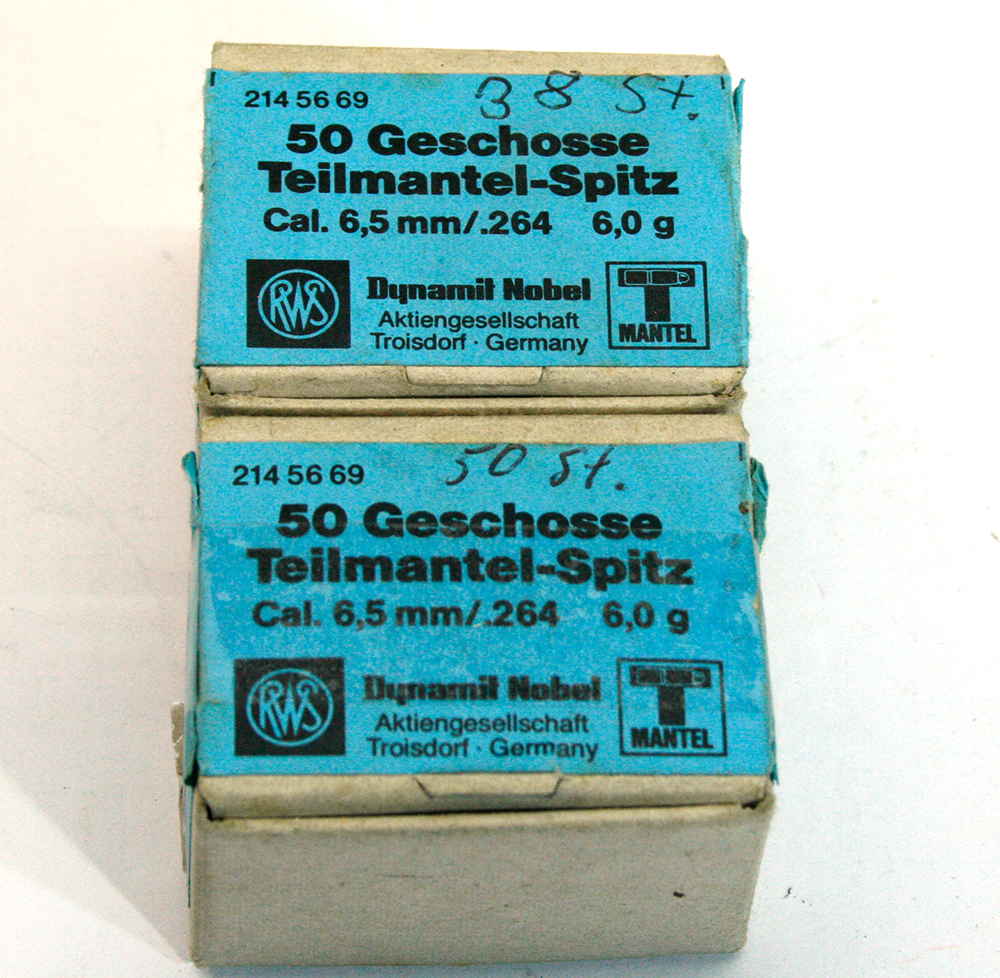 214 56 69 38 St.
50 Geschosse
Teilmantel-Spitz
Cal. 6,5 mm/.264 6,0 g
RWS
Dynamit Nobel
Aktiengesellschaft
Troisdorf · Germany
T
MANTEL
214 56 69 50 St.
50 Geschosse
Teilmantel-Spitz
Cal. 6,5 mm/.264 6,0 g
RWS
Dynamit Nobel
Aktiengesellschaft
Troisdorf · Germany
T
MANTEL